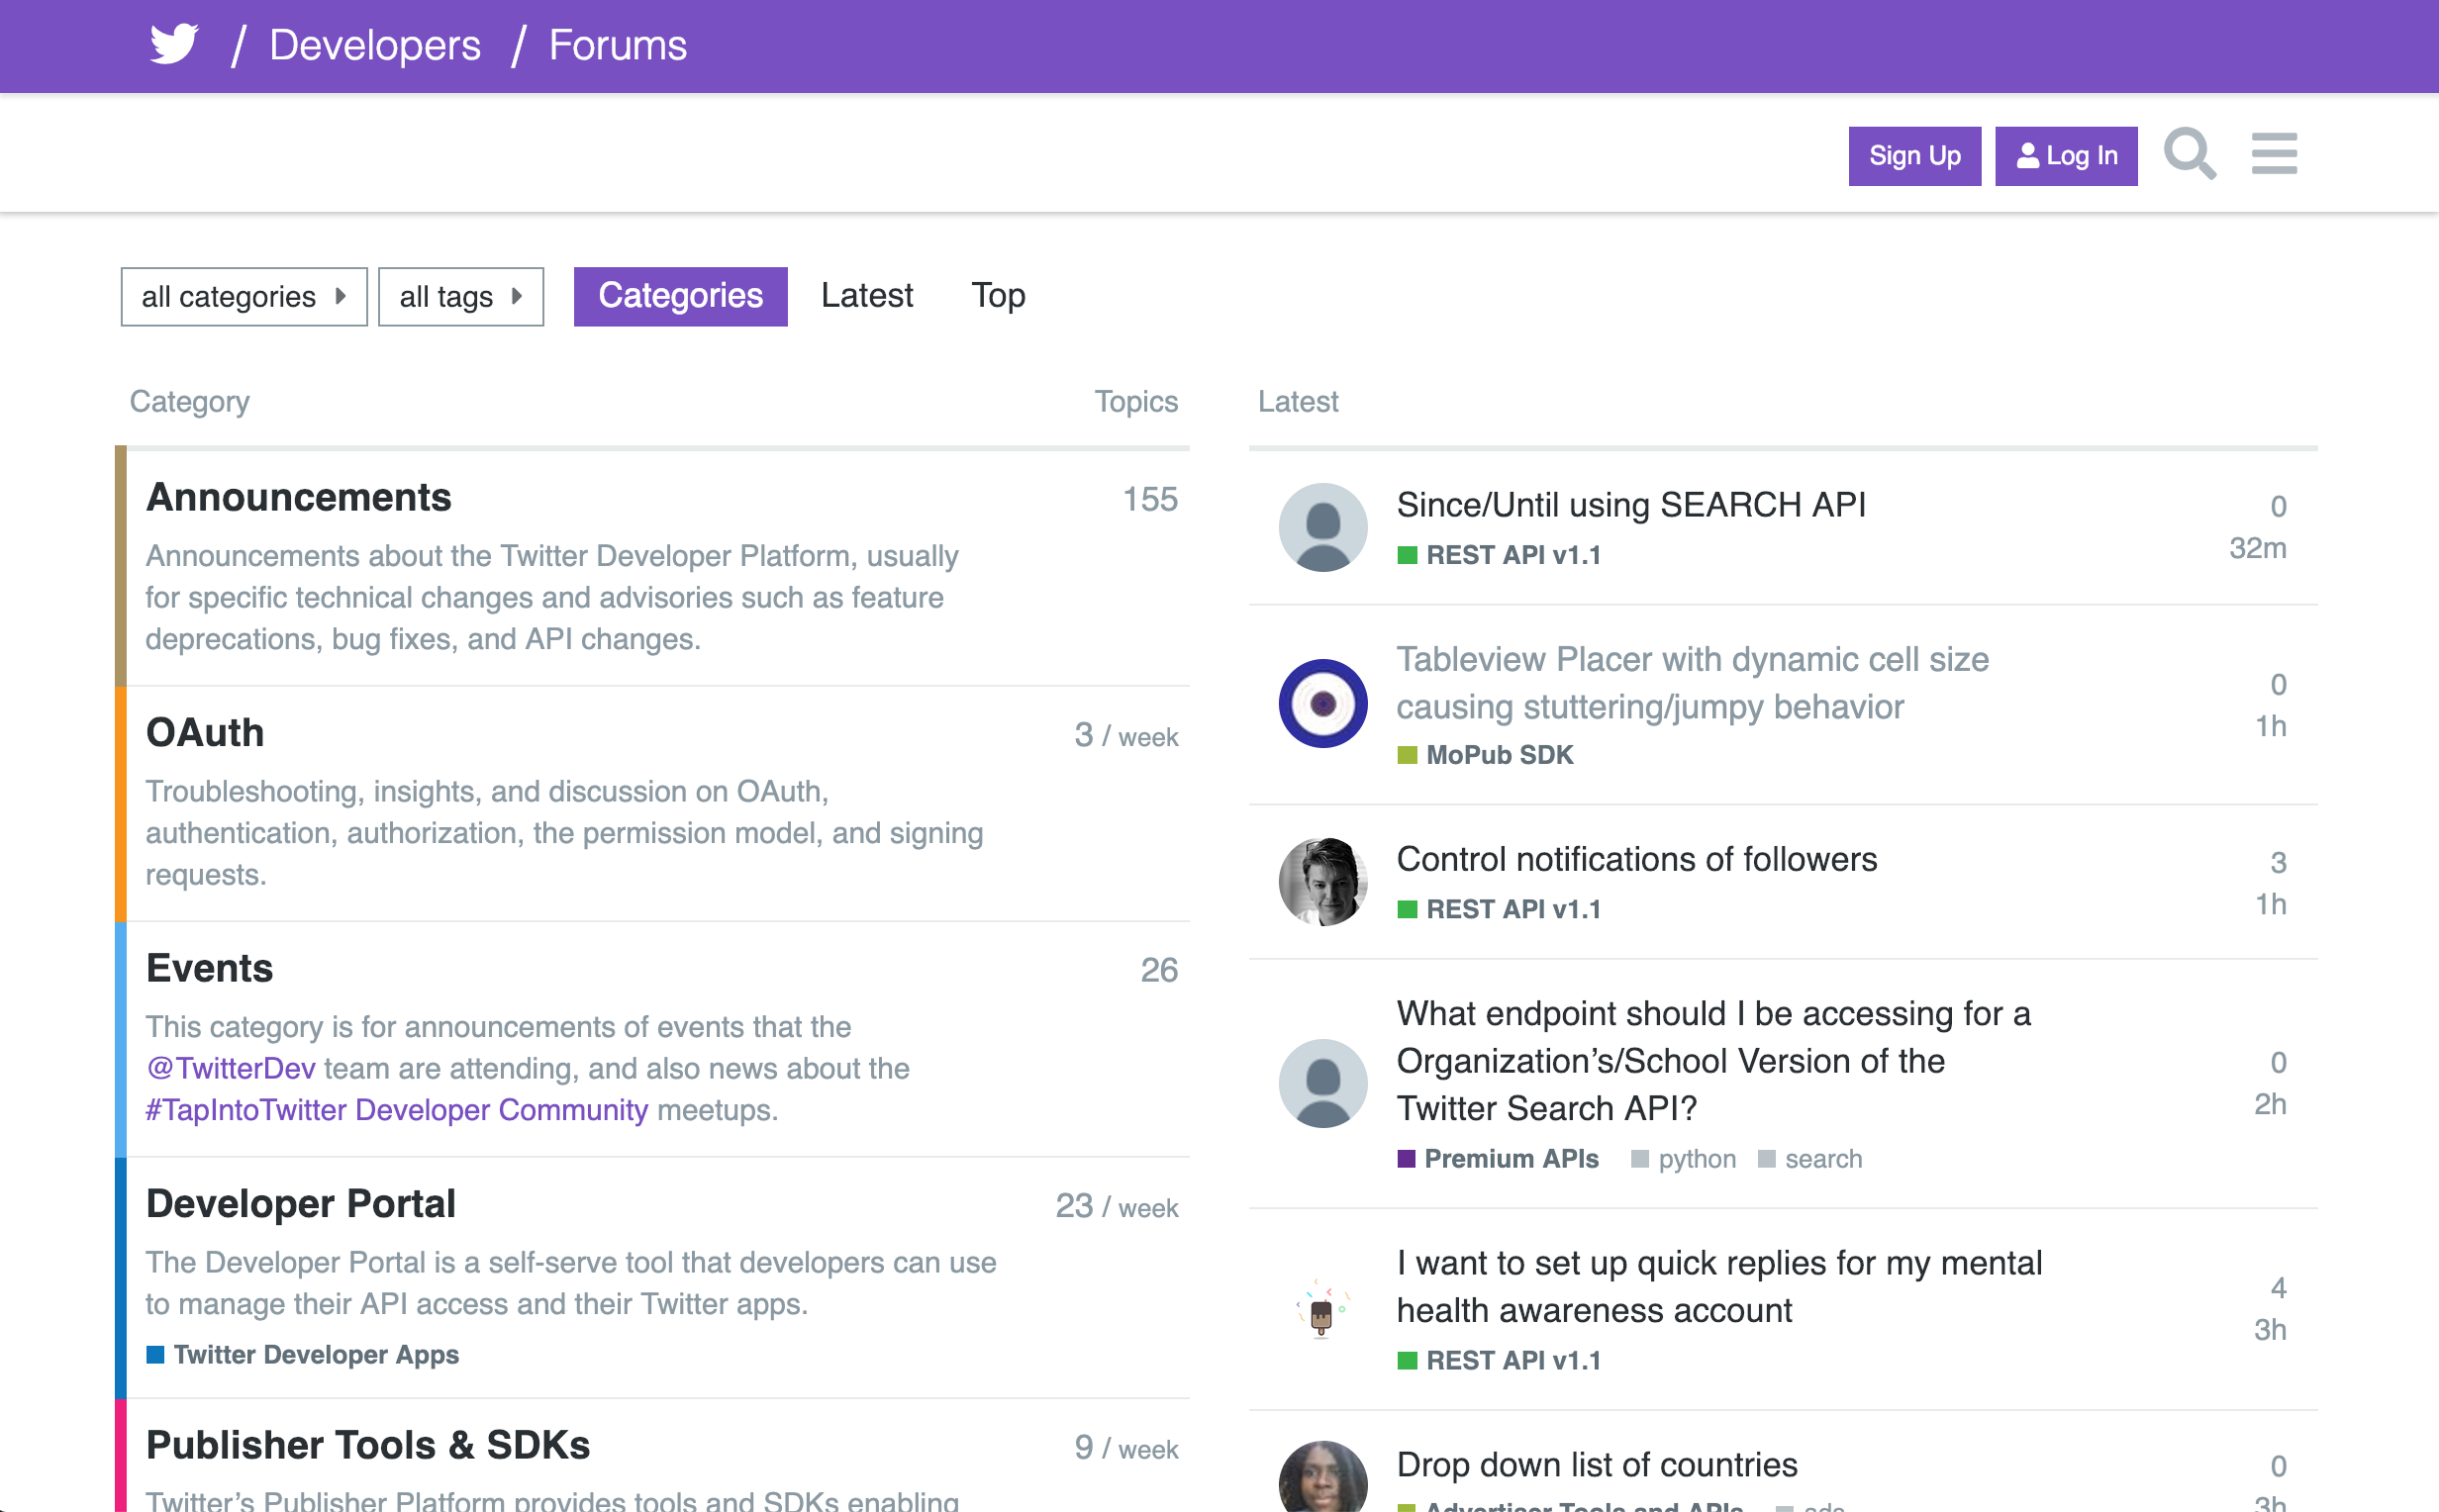 / Developers / Forums
Sign Up
Log In
all categories
all tags
Categories
Latest
Top
Category
Topics
Announcements
155
Announcements about the Twitter Developer Platform, usually
for specific technical changes and advisories such as feature
deprecations, bug fixes, and API changes.
OAuth
3 / week
Troubleshooting, insights, and discussion on OAuth,
authentication, authorization, the permission model, and signing
requests.
Events
26
This category is for announcements of events that the
@TwitterDev team are attending, and also news about the
#TapIntoTwitter Developer Community meetups.
Developer Portal
23 / week
The Developer Portal is a self-serve tool that developers can use
to manage their API access and their Twitter apps.
Twitter Developer Apps
Publisher Tools & SDKs
9 / week
Twitter's Publisher Platform provides tools and SDKs enabling
Latest
Since/Until using SEARCH API
0
REST API v1.1
32m
Tableview Placer with dynamic cell size
causing stuttering/jumpy behavior
0
1h
MoPub SDK
Control notifications of followers
3
REST API v1.1
1h
What endpoint should I be accessing for a
Organization's/School Version of the
Twitter Search API?
0
2h
Premium APIs python search
I want to set up quick replies for my mental
health awareness account
4
3h
REST API v1.1
Drop down list of countries
0
Advertiser Tools and APIs ads
3h